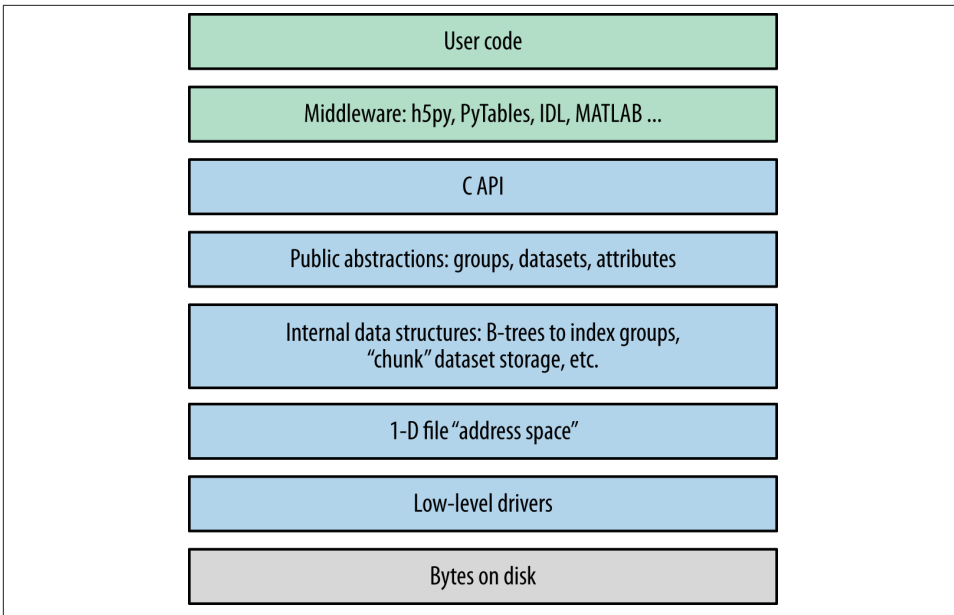 User code
Middleware: h5py, PyTables, IDL, MATLAB ...
C API
Public abstractions: groups, datasets, attributes
Internal data structures: B-trees to index groups,
“chunk” dataset storage, etc.
1-D file “address space”
Low-level drivers
Bytes on disk